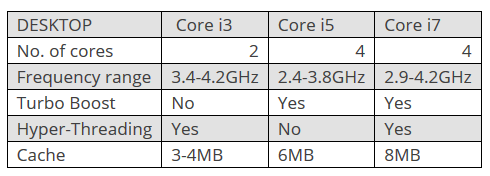 DESKTOP Core i3 Core i5 Core i7
No. of cores 2 4 4
Frequency range 3.4-4.2GHz 2.4-3.8GHz 2.9-4.2GHz
Turbo Boost No Yes Yes
Hyper-Threading Yes No Yes
Cache 3-4MB 6MB 8MB